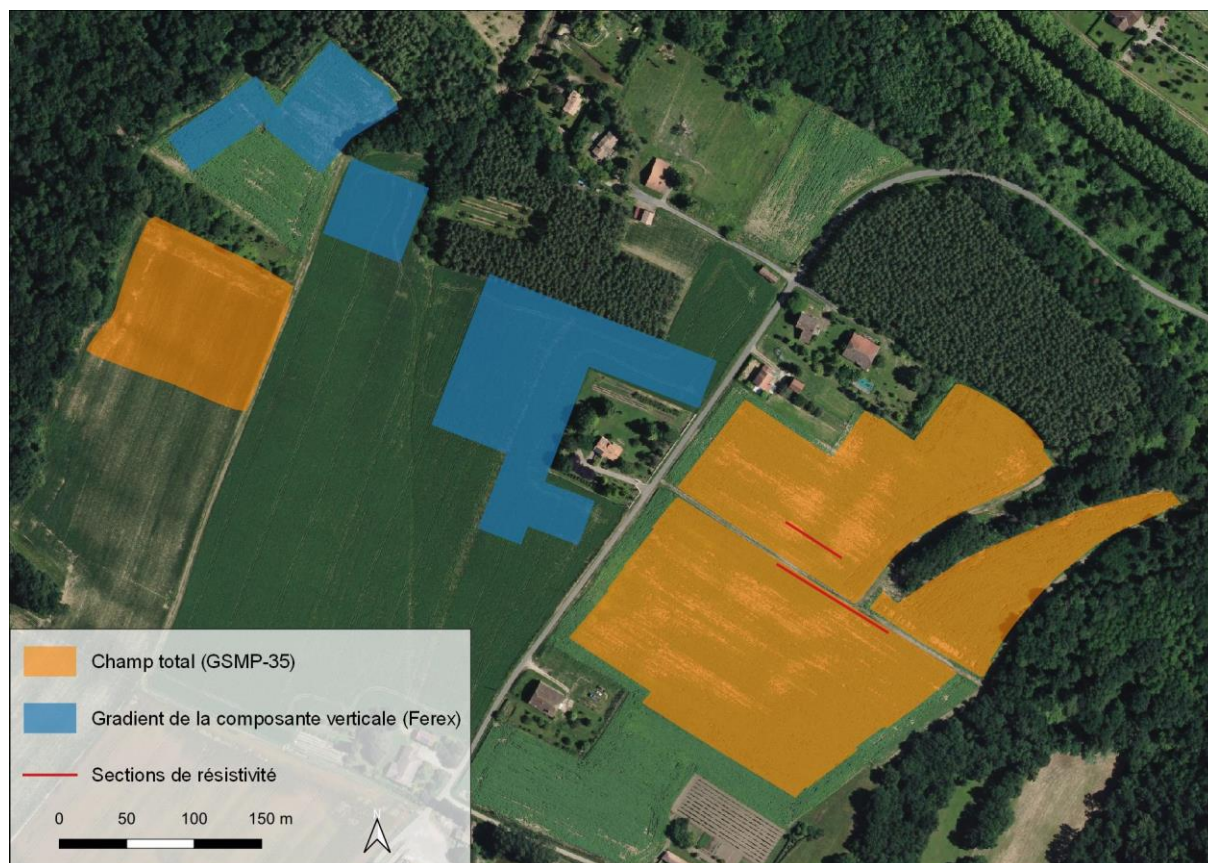 Champ total (GSMP-35)
Gradient de la composante verticale (Ferex)
Sections de résistivité
0 50 100 150 m
N